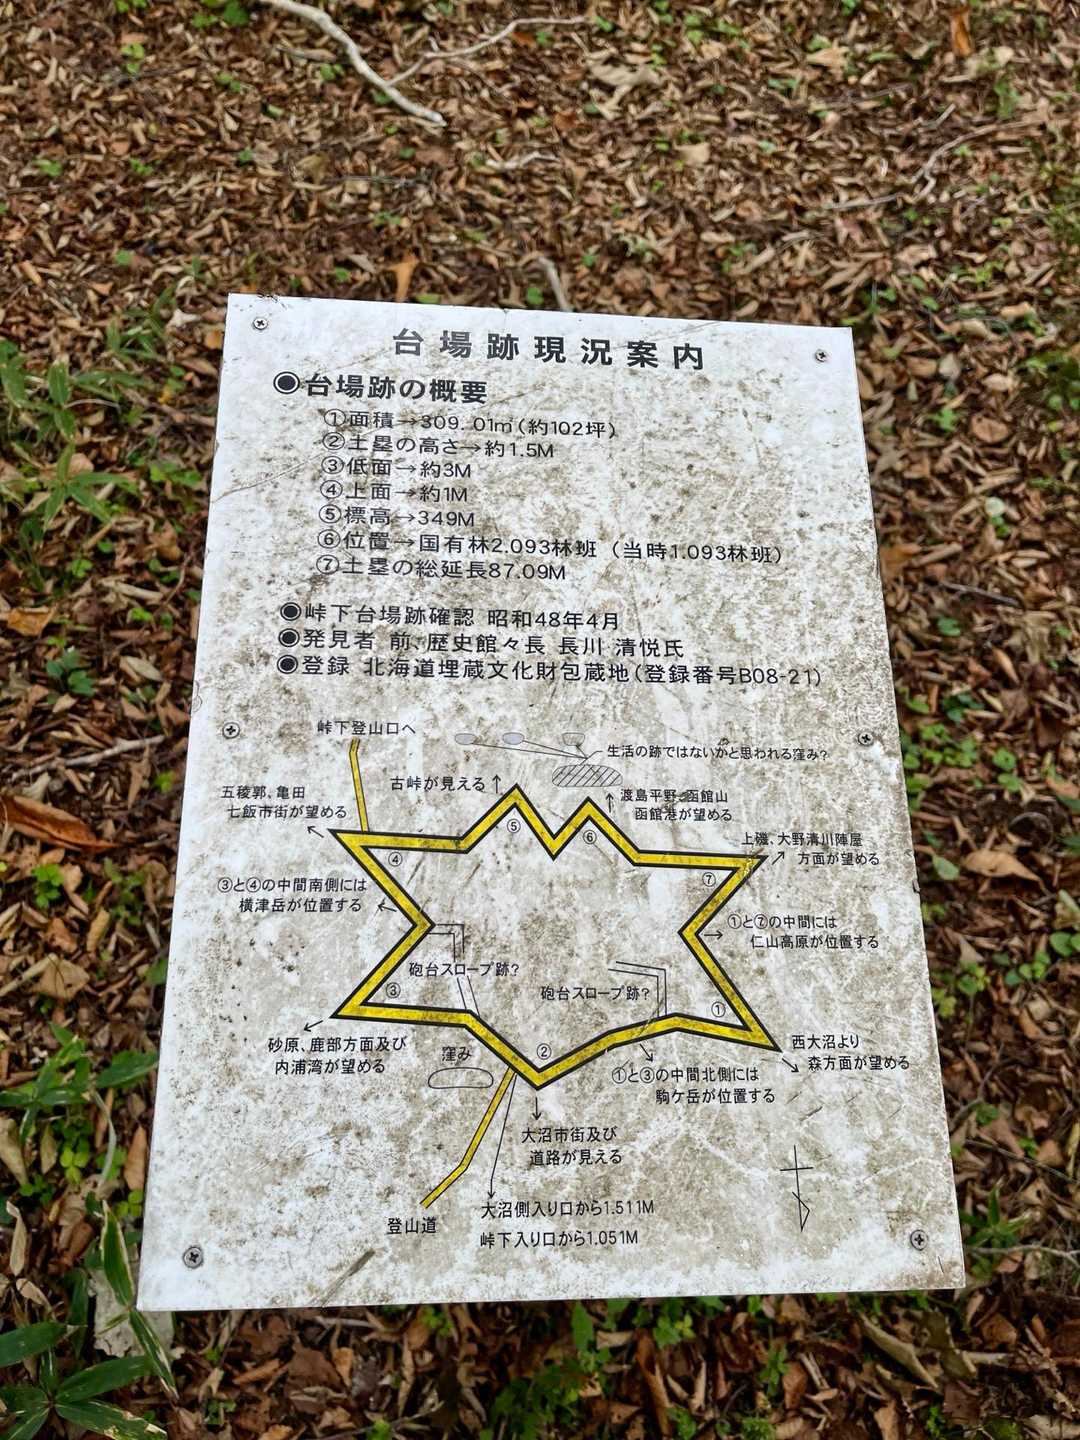 台場跡現況案内
◉台場跡の概要
①面積→309.01㎡(約102坪)
②土塁の高さ→約1.5M
③低面→約3M
④上面→約1M
⑤標高→349M
⑥位置→国有林2.093林班(当時1.093林班)
⑦土塁の総延長87.09M
◉峠下台場跡確認 昭和48年4月
◉発見者 前、歴史館々長 長川 清悦氏
◉登録 北海道埋蔵文化財包蔵地(登録番号B08-21)
峠下登山口へ
生活の跡ではないかと思われる窪み?
古峠が見える↑
五稜郭、亀田
七飯市街が望める
渡島平野、函館山
函館港が望める
上磯、大野清川陣屋
方面が望める
⑤
⑥
④
⑦
③と④の中間南側には
横津岳が位置する
①と⑦の中間には
仁山高原が位置する
砲台スロープ跡?
砲台スロープ跡?
③
①
砂原、鹿部方面及び
内浦湾が望める
窪み
②
西大沼より
森方面が望める
①と③の中間北側には
駒ケ岳が位置する
大沼市街及び
道路が見える
登山道
大沼側入り口から1.511M
峠下入り口から1.051M